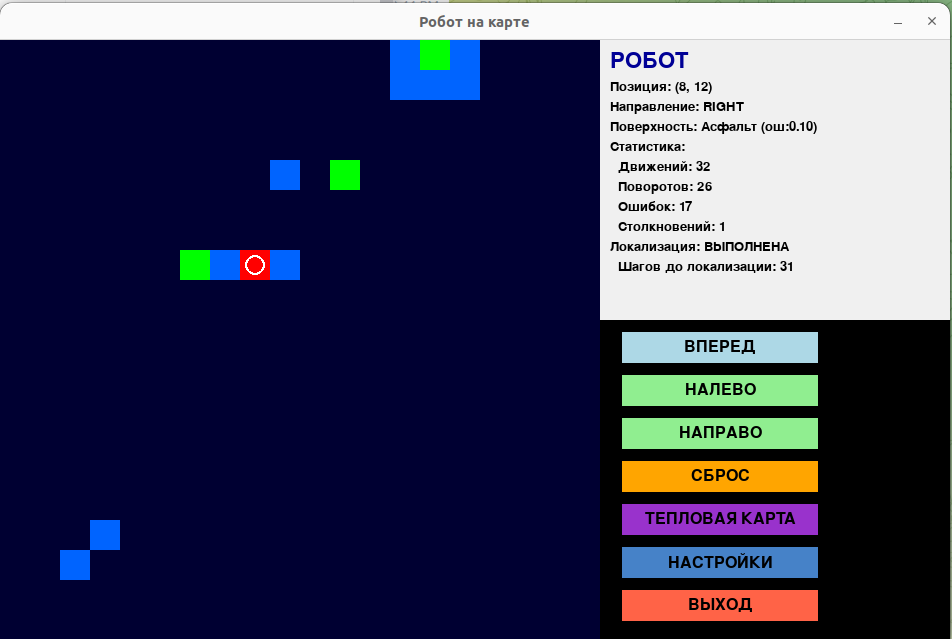 Робот на карте
РОБОТ
Позиция: (8, 12)
Направление: RIGHT
Поверхность: Асфальт (ош:0.10)
Статистика:
Движений: 32
Поворотов: 26
Ошибок: 17
Столкновений: 1
Локализация: ВЫПОЛНЕНА
Шагов до локализации: 31
ВПЕРЕД
НАЛЕВО
НАПРАВО
СБРОС
ТЕПЛОВАЯ КАРТА
НАСТРОЙКИ
ВЫХОД